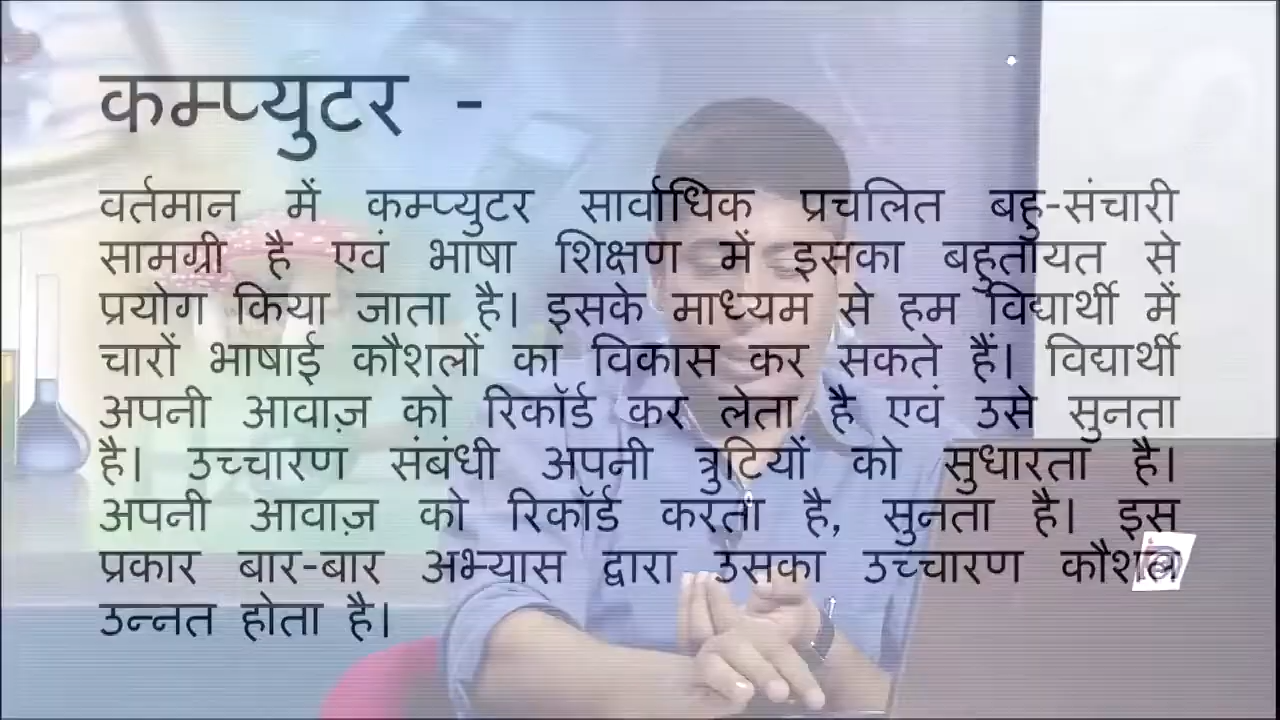 कम्प्युटर -
वर्तमान में कम्प्युटर सार्वाधिक प्रचलित बहु-संचारी
सामग्री है एवं भाषा शिक्षण में इसका बहुतायत से
प्रयोग किया जाता है। इसके माध्यम से हम विद्यार्थी में
चारों भाषाई कौशलों का विकास कर सकते हैं। विद्यार्थी
अपनी आवाज़ को रिकॉर्ड कर लेता है एवं उसे सुनता
है। उच्चारण संबंधी अपनी त्रुटियों को सुधारता है।
अपनी आवाज़ को रिकॉर्ड करता है, सुनता है। इस
प्रकार बार-बार अभ्यास द्वारा उसका उच्चारण कौशल
उन्नत होता है।